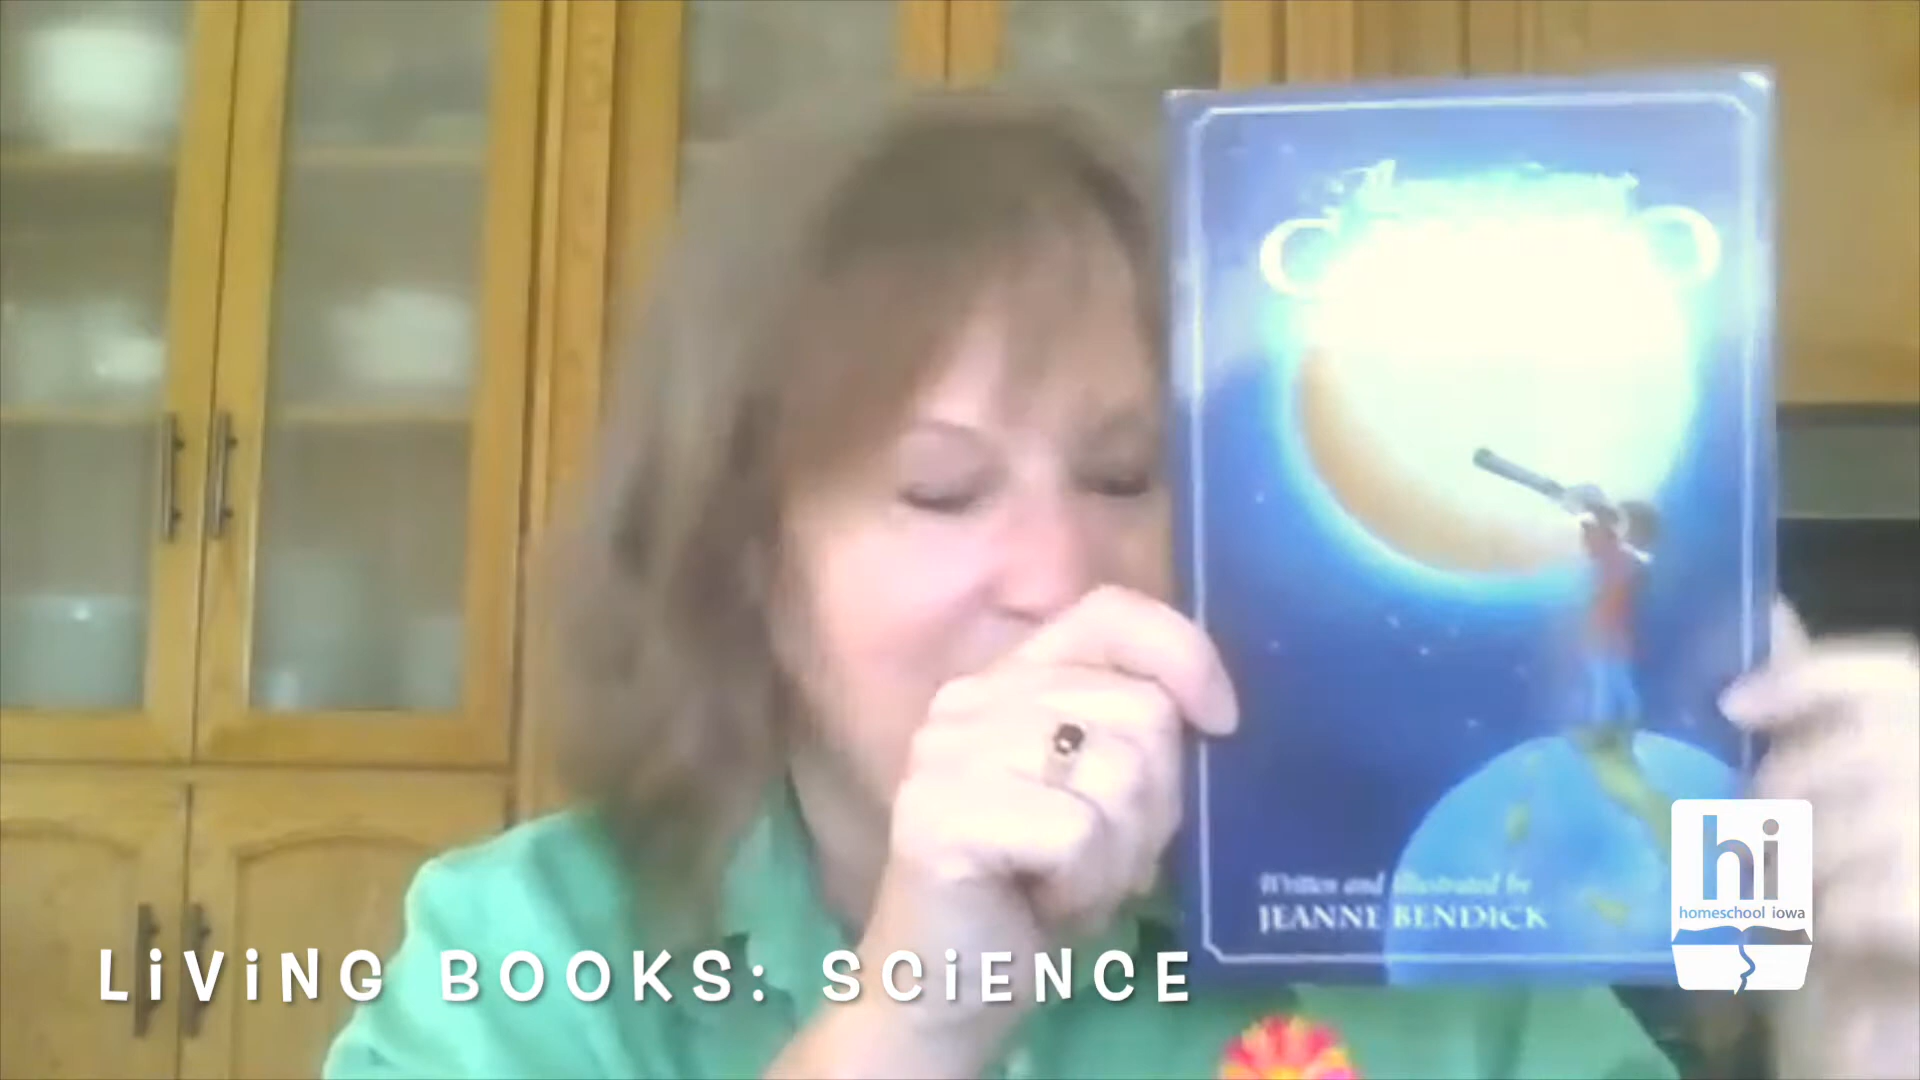 Written and Illustrated by
JEANNE BENDICK
LiViNG BOOKS: SCiENCE
hi
homeschool iowa